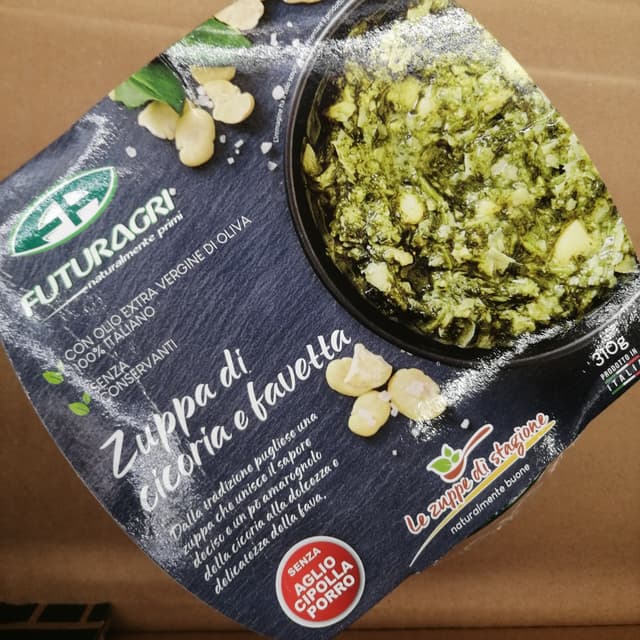 FUTURAGRI
naturalmente primi
CON OLIO EXTRA VERGINE DI OLIVA
100% ITALIANO
SENZA
CONSERVANTI
Zuppa di
cicoria e favetta
Dalla tradizione pugliese una
zuppa che unisce il sapore
deciso e un po amarognolo
della cicoria alla dolcezza e
delicatezza della fava.
SENZA
AGLIO
CIPOLLA
PORRO
Le zuppe di stagione
naturalmente buone
310g
PRODOTTO IN
ITALIA